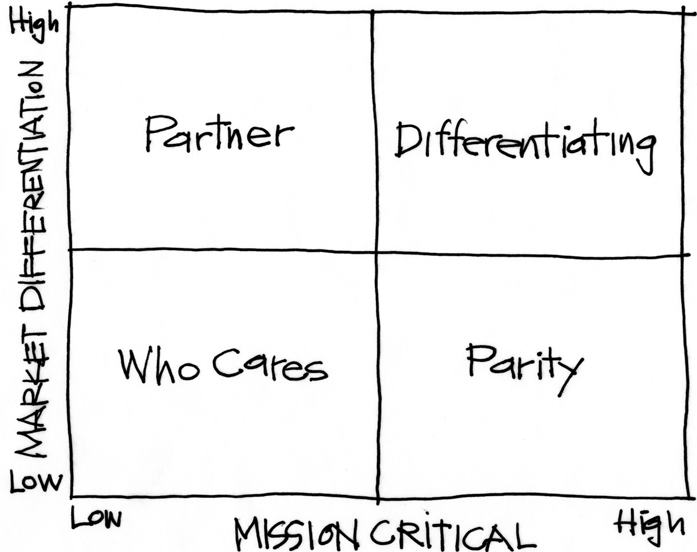 High
Partner
Differentiating
MARKET DIFFERENTIATION
Who Cares
Parity
Low
Low
MISSION CRITICAL
High